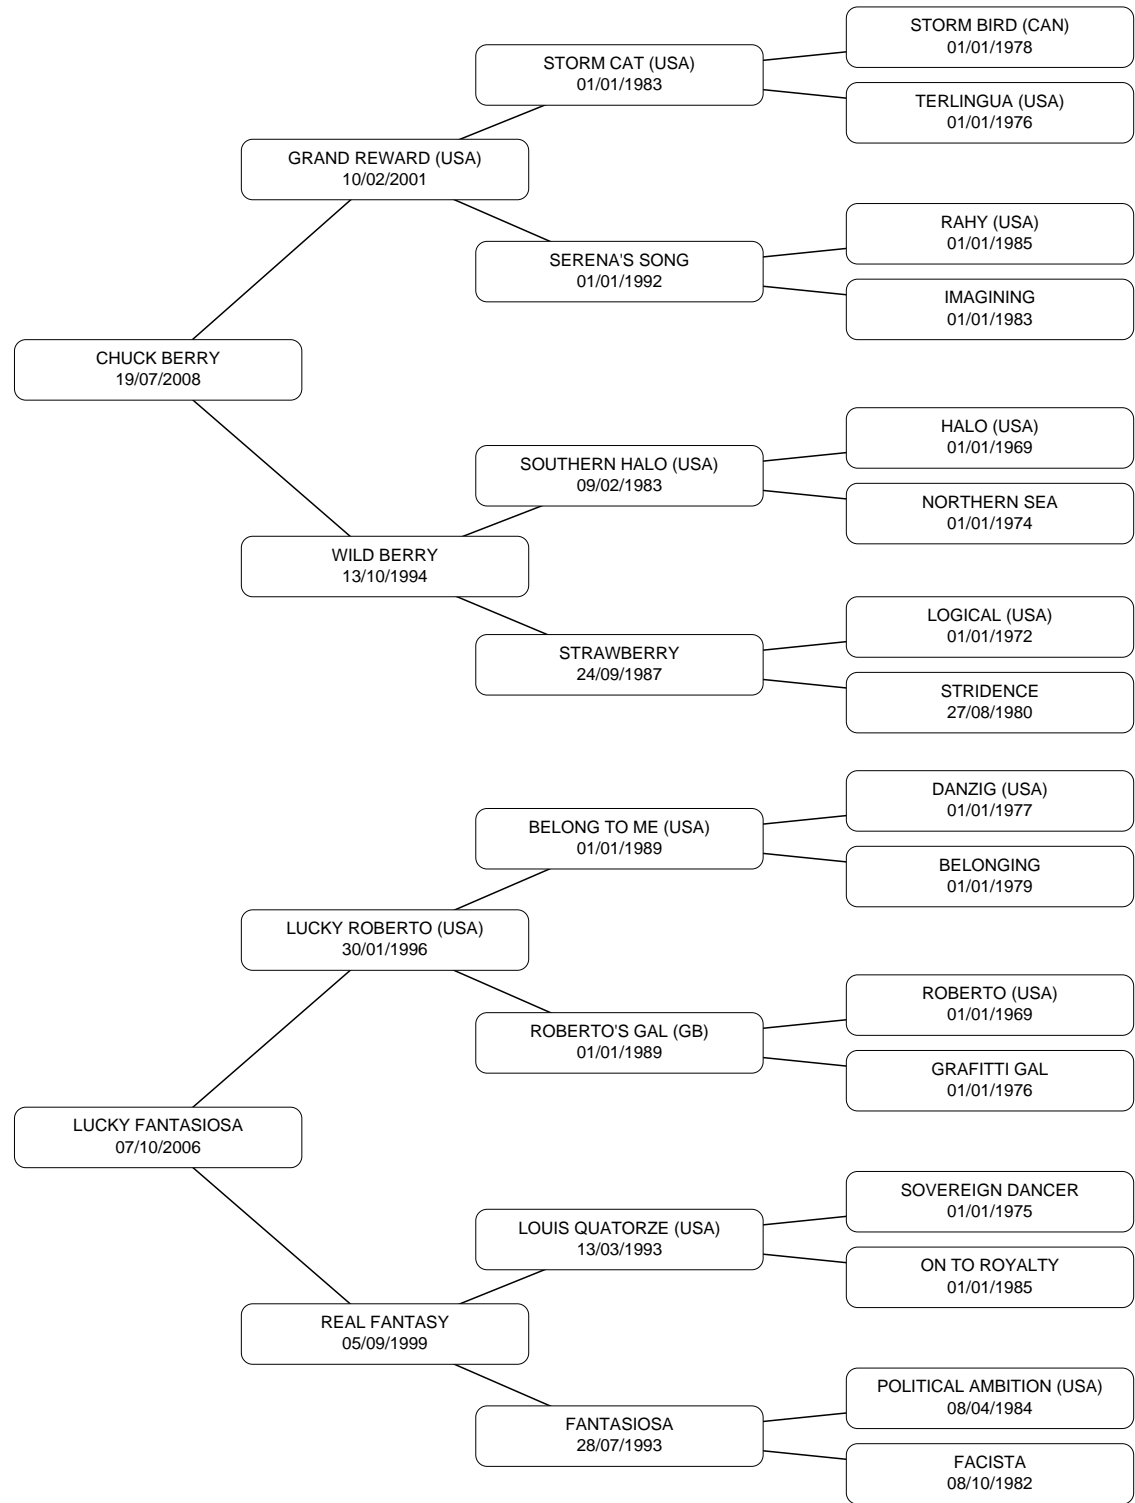 STORM BIRD (CAN)
01/01/1978
STORM CAT (USA)
01/01/1983
TERLINGUA (USA)
01/01/1976
GRAND REWARD (USA)
10/02/2001
RAHY (USA)
01/01/1985
SERENA'S SONG
01/01/1992
IMAGINING
01/01/1983
CHUCK BERRY
19/07/2008
HALO (USA)
01/01/1969
SOUTHERN HALO (USA)
09/02/1983
NORTHERN SEA
01/01/1974
WILD BERRY
13/10/1994
LOGICAL (USA)
01/01/1972
STRAWBERRY
24/09/1987
STRIDENCE
27/08/1980
DANZIG (USA)
01/01/1977
BELONG TO ME (USA)
01/01/1989
BELONGING
01/01/1979
LUCKY ROBERTO (USA)
30/01/1996
ROBERTO (USA)
01/01/1969
ROBERTO'S GAL (GB)
01/01/1989
GRAFITTI GAL
01/01/1976
LUCKY FANTASIOSA
07/10/2006
SOVEREIGN DANCER
01/01/1975
LOUIS QUATORZE (USA)
13/03/1993
ON TO ROYALTY
01/01/1985
REAL FANTASY
05/09/1999
POLITICAL AMBITION (USA)
08/04/1984
FANTASIOSA
28/07/1993
FACISTA
08/10/1982